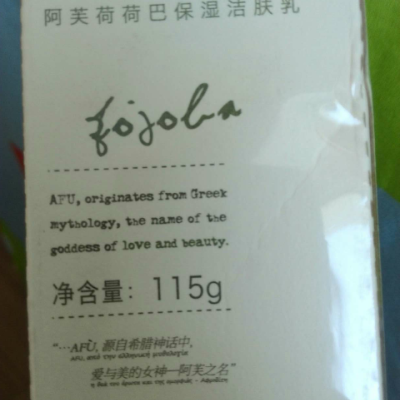 阿芙荷荷巴保湿洁肤乳
jojoba
AFU, originates from Greek
mythology, the name of the
goddess of love and beauty.
净含量：115g
“…AFU, 源自希腊神话中,
爱与美的女神—阿芙之名”